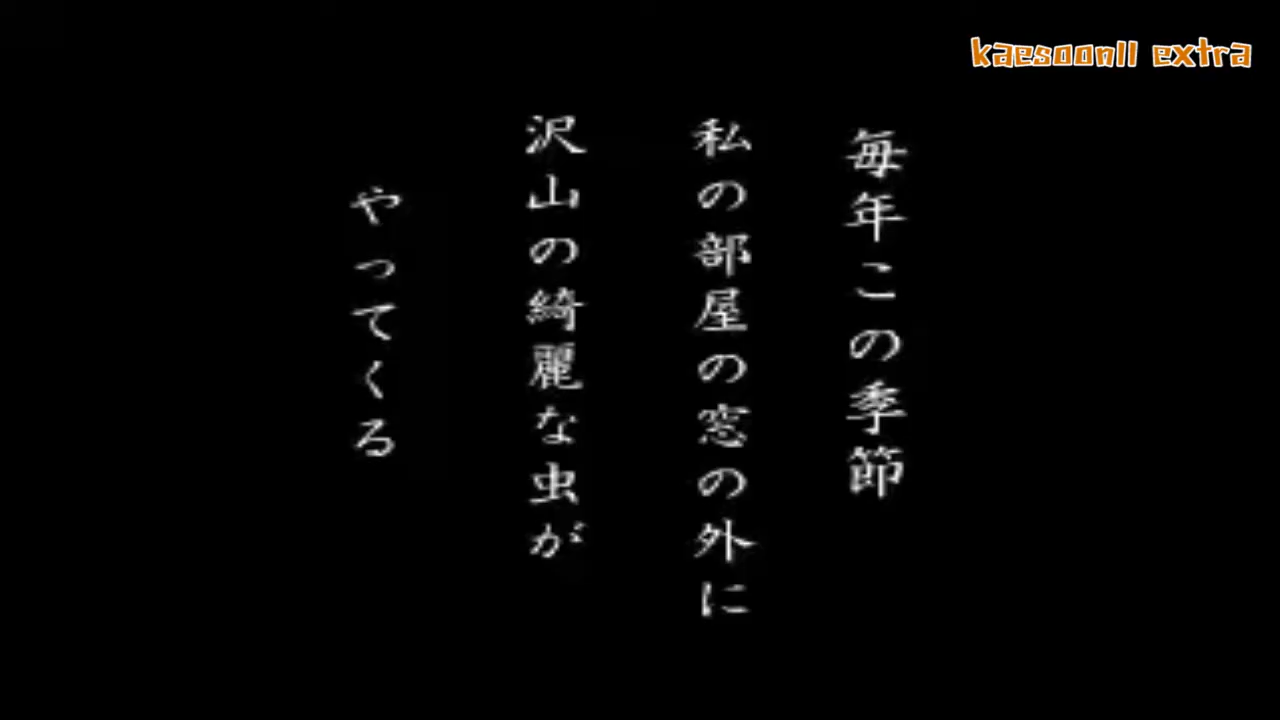 kaesoonll extra
毎年この季節
私の部屋の窓の外に
沢山の綺麗な虫が
やってくる